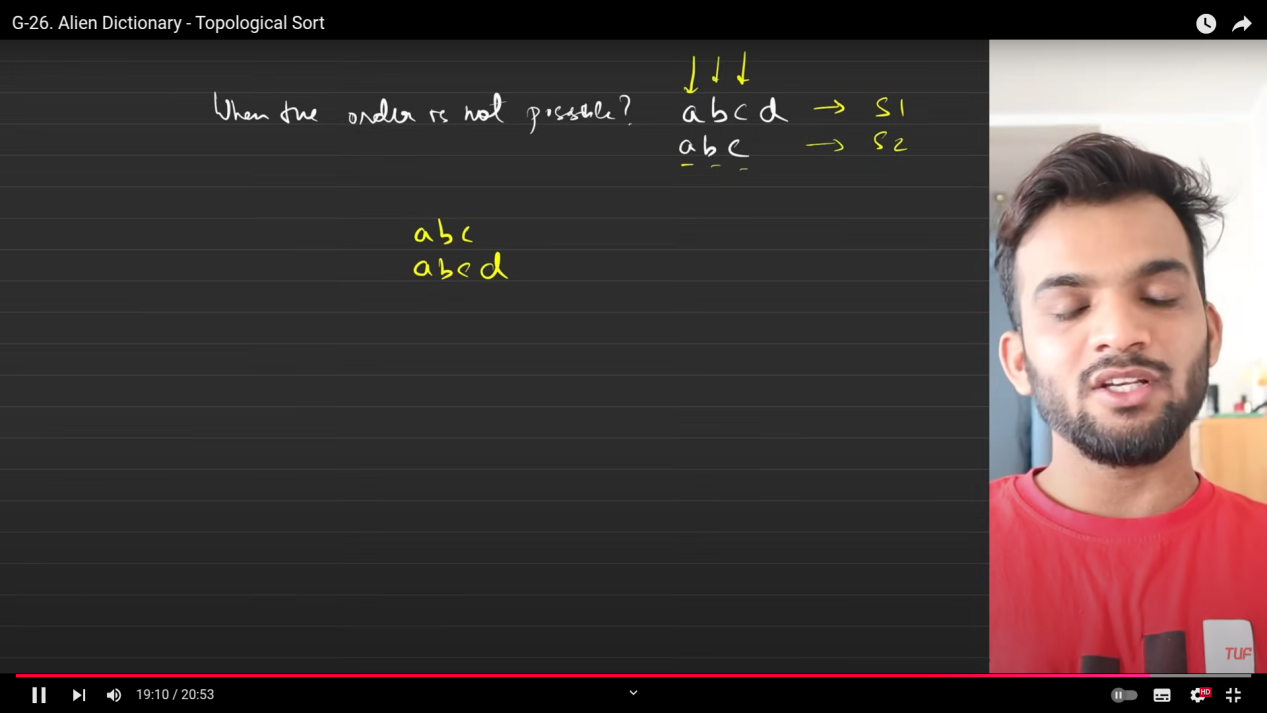 G-26. Alien Dictionary - Topological Sort
When the order is not possible?
abcd → S1
abc → S2
abc
abcd
TUF
19:10 / 20:53
HD